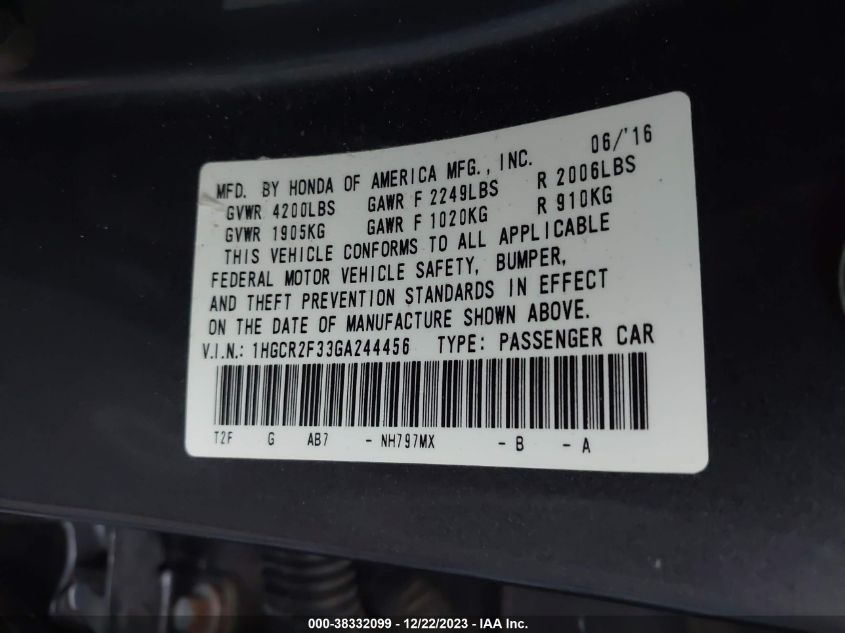 06/'16
MFD. BY HONDA OF AMERICA MFG., INC.
GVWR 4200LBS GAWR F 2249LBS R 2006LBS
GVWR 1905KG GAWR F 1020KG R 910KG
THIS VEHICLE CONFORMS TO ALL APPLICABLE
FEDERAL MOTOR VEHICLE SAFETY, BUMPER,
AND THEFT PREVENTION STANDARDS IN EFFECT
ON THE DATE OF MANUFACTURE SHOWN ABOVE.
V.I.N.: 1HGCR2F33GA244456 TYPE: PASSENGER CAR
T2F G AB7 - NH797MX - B - A
000-38332099 - 12/22/2023 - IAA Inc.